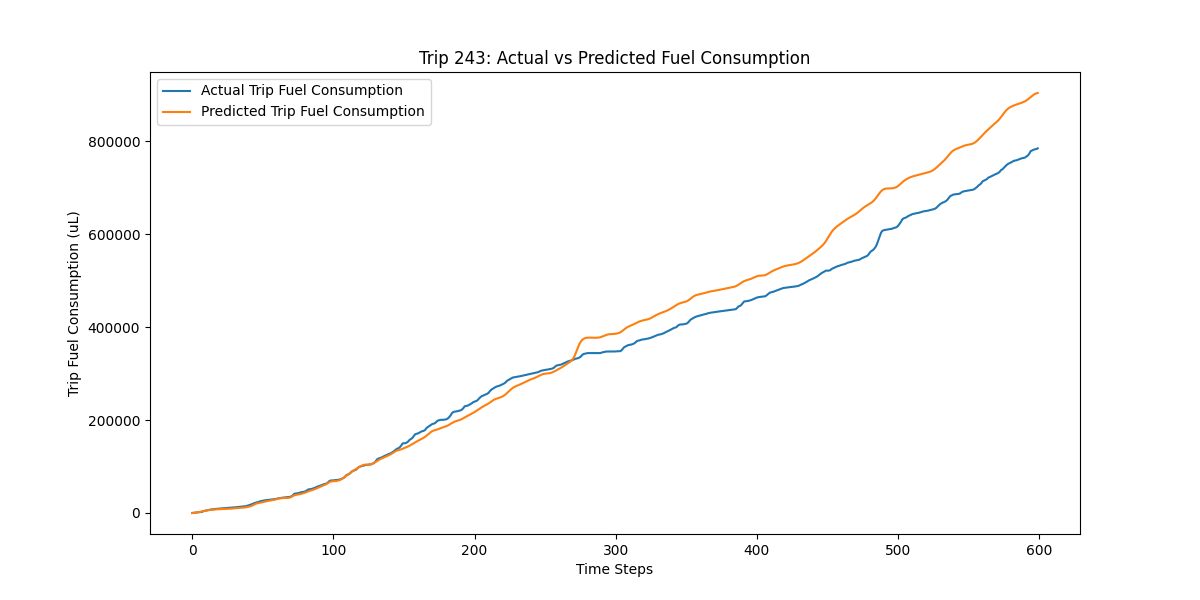 Trip 243: Actual vs Predicted Fuel Consumption
Actual Trip Fuel Consumption
Predicted Trip Fuel Consumption
Trip Fuel Consumption (uL)
800000
600000
400000
200000
0
0 100 200 300 400 500 600
Time Steps